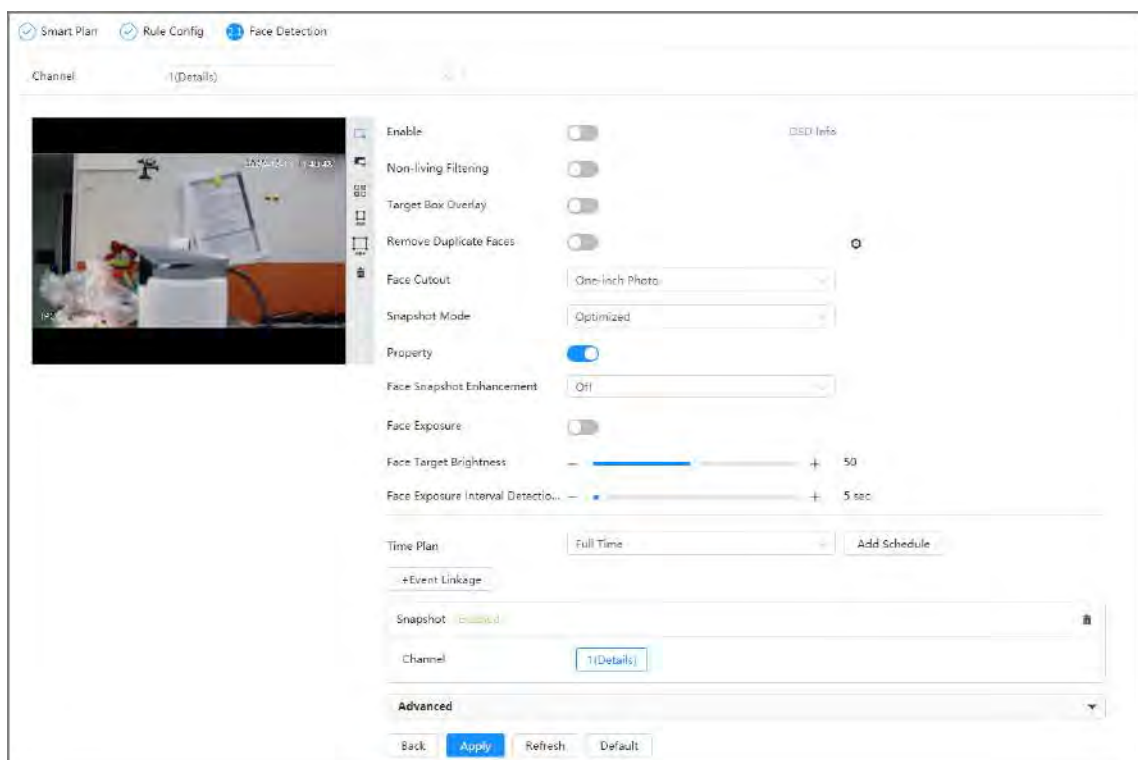 Smart Plan Rule Config 2.1 Face Detection
Channel 1(Details)
Enable OSD Info
Non-living Filtering
Target Box Overlay
Remove Duplicate Faces
Face Cutout One-inch Photo
Snapshot Mode Optimized
Property
Face Snapshot Enhancement Off
Face Exposure
Face Target Brightness − + 50
Face Exposure Interval Detectio... − + 5 sec
Time Plan Full Time Add Schedule
+Event Linkage
Snapshot Enabled
Channel 1(Details)
Advanced
Back Apply Refresh Default